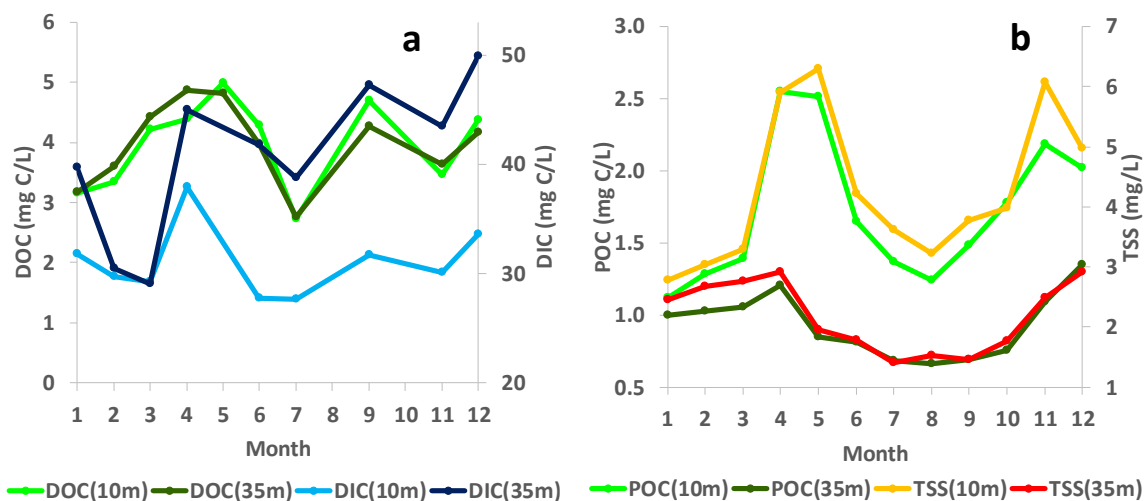 a
6
5
4
3
2
1
0
DOC (mg C/L)
50
40
30
20
DIC (mg C/L)
1 2 3 4 5 6 7 8 9 10 11 12
Month
DOC(10m) DOC(35m) DIC(10m) DIC(35m)
b
3.0
2.5
2.0
1.5
1.0
0.5
POC (mg C/L)
7
6
5
4
3
2
1
TSS (mg/L)
1 2 3 4 5 6 7 8 9 10 11 12
Month
POC(10m) POC(35m) TSS(10m) TSS(35m)